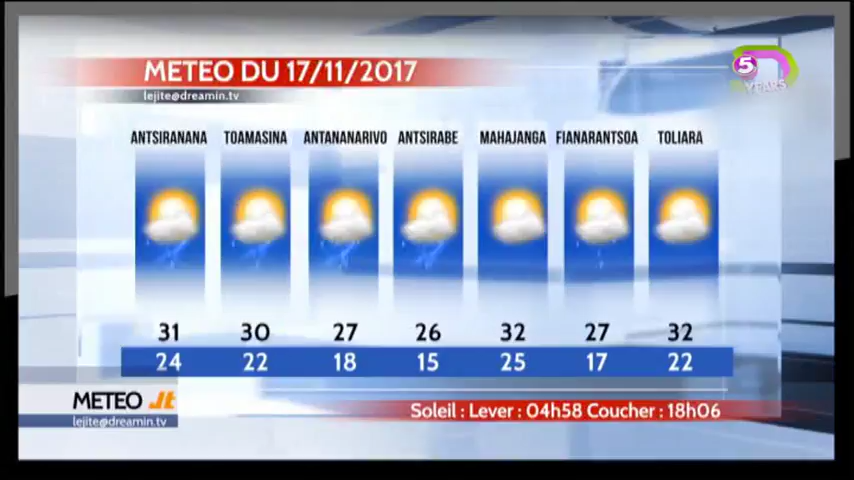 METEO DU 17/11/2017
lejite@dreamin.tv
5
YEARS
ANTSIRANANA TOAMASINA ANTANANARIVO ANTSIRABE MAHAJANGA FIANARANTSOA TOLIARA
31 30 27 26 32 27 32
24 22 18 15 25 17 22
METEO Jt
lejite@dreamin.tv
Soleil : Lever : 04h58 Coucher : 18h06